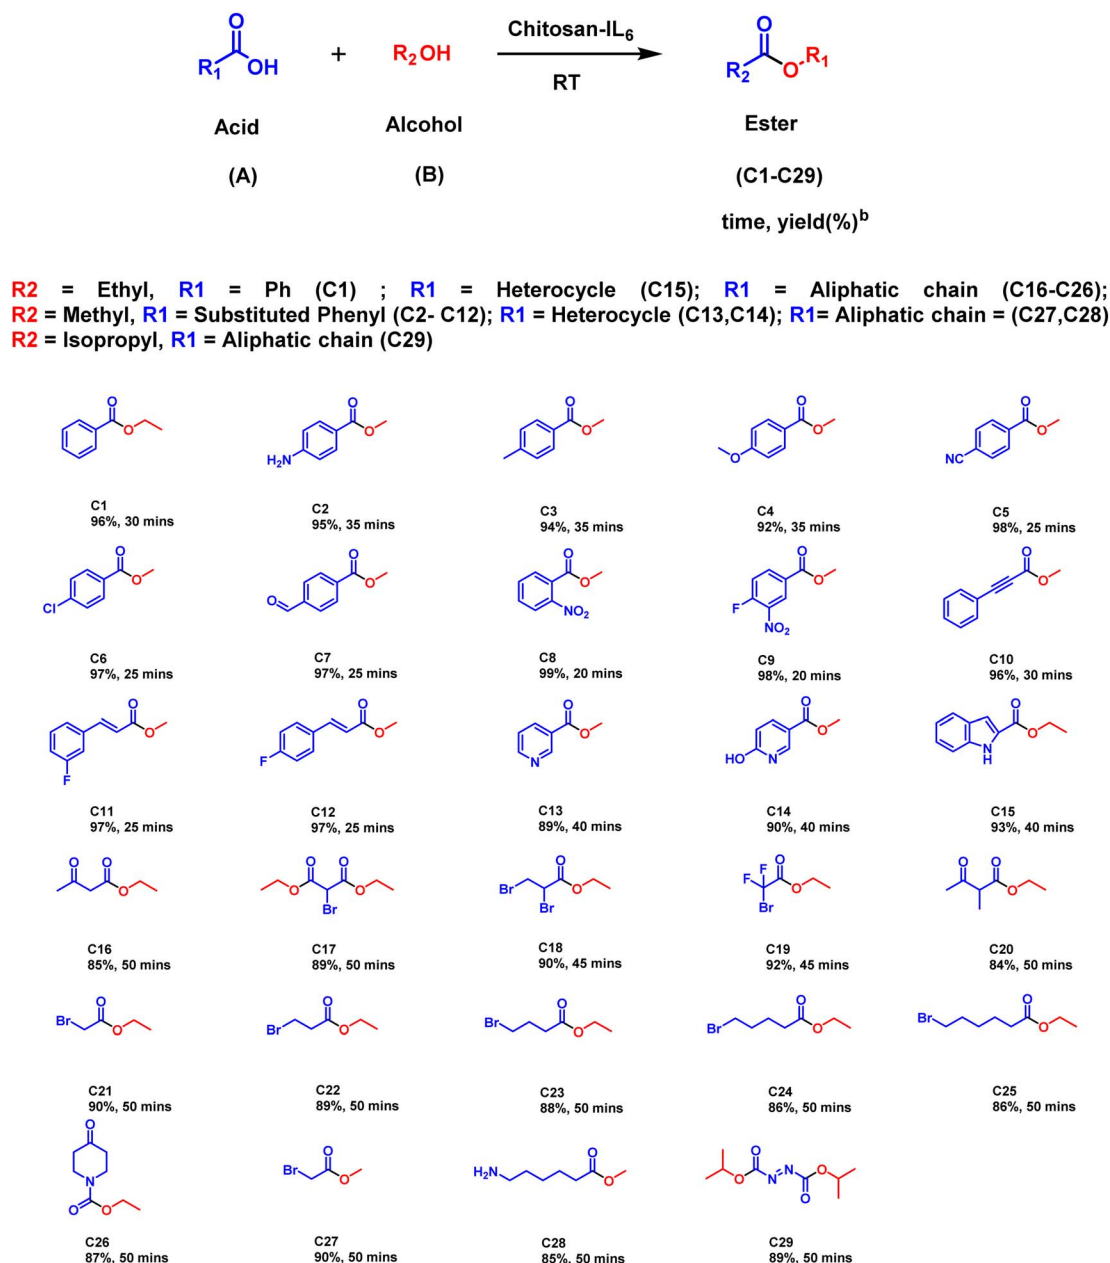 O
R1 OH + R2OH Chitosan-IL6 RT O R2 O R1
Acid Alcohol Ester
(A) (B) (C1-C29)
time, yield(%)b
R2 = Ethyl, R1 = Ph (C1) ; R1 = Heterocycle (C15); R1 = Aliphatic chain (C16-C26);
R2 = Methyl, R1 = Substituted Phenyl (C2- C12); R1 = Heterocycle (C13,C14); R1= Aliphatic chain = (C27,C28)
R2 = Isopropyl, R1 = Aliphatic chain (C29)
O O O O O
O H2N O O O O NC O
C1 C2 C3 C4 C5
96%, 30 mins 95%, 35 mins 94%, 35 mins 92%, 35 mins 98%, 25 mins
O O O O O
Cl O O O O NO2 F O NO2 O
C6 C7 C8 C9 C10
97%, 25 mins 97%, 25 mins 99%, 20 mins 98%, 20 mins 96%, 30 mins
O O O O O
O F F O N O HO N O N H O
C11 C12 C13 C14 C15
97%, 25 mins 97%, 25 mins 89%, 40 mins 90%, 40 mins 93%, 40 mins
O O O O O F F O O O
O O Br O Br Br O Br O O
C16 C17 C18 C19 C20
85%, 50 mins 89%, 50 mins 90%, 45 mins 92%, 45 mins 84%, 50 mins
Br O O Br O O Br O O Br O O Br O O
C21 C22 C23 C24 C25
90%, 50 mins 89%, 50 mins 88%, 50 mins 86%, 50 mins 86%, 50 mins
O N O O Br O O H2N O O O O N N O O
C26 C27 C28 C29
87%, 50 mins 90%, 50 mins 85%, 50 mins 89%, 50 mins